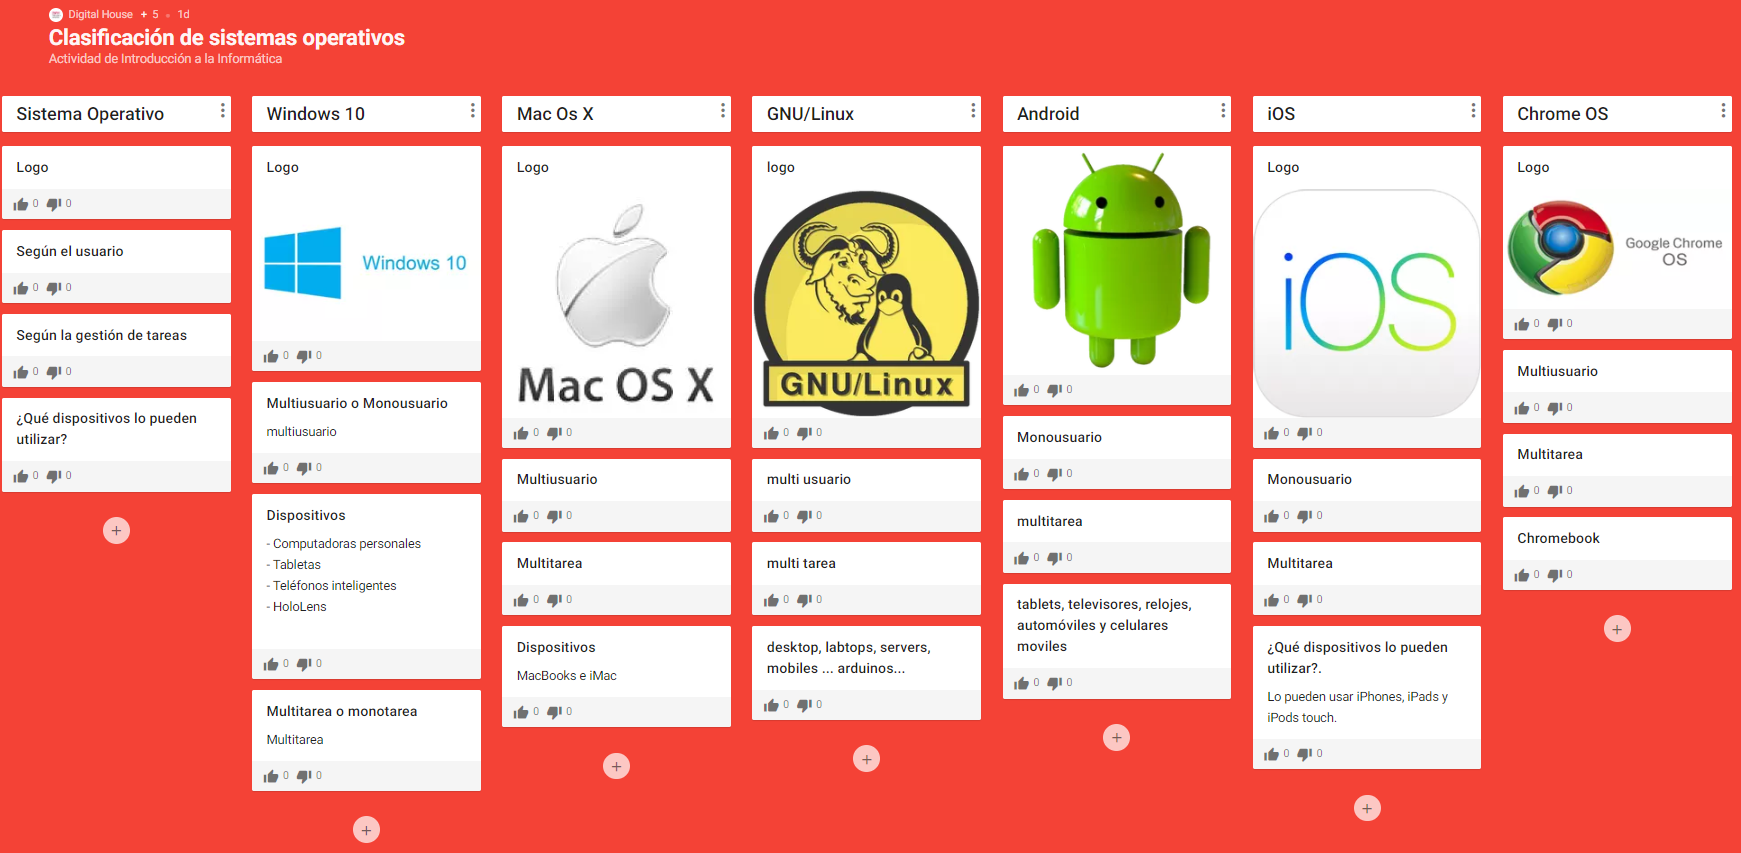 Digital House + 5 • 1d
Clasificación de sistemas operativos
Actividad de Introducción a la Informática
Sistema Operativo
Logo
0 0
Según el usuario
0 0
Según la gestión de tareas
0 0
¿Qué dispositivos lo pueden
utilizar?
0 0
+
Windows 10
Logo
Windows 10
0 0
Multiusuario o Monousuario
multiusuario
0 0
Dispositivos
- Computadoras personales
- Tabletas
- Teléfonos inteligentes
- HoloLens
0 0
Multitarea o monotarea
Multitarea
0 0
+
Mac Os X
Logo
Mac OS X
0 0
Multiusuario
0 0
Multitarea
0 0
Dispositivos
MacBooks e iMac
0 0
+
GNU/Linux
logo
GNU/Linux
0 0
multi usuario
0 0
multi tarea
0 0
desktop, labtops, servers,
mobiles ... arduinos...
0 0
+
Android
0 0
Monousuario
0 0
multitarea
0 0
tablets, televisores, relojes,
automóviles y celulares
moviles
0 0
+
iOS
Logo
iOS
0 0
Monousuario
0 0
Multitarea
0 0
¿Qué dispositivos lo pueden
utilizar?.
Lo pueden usar iPhones, iPads y
iPods touch.
0 0
+
Chrome OS
Logo
Google Chrome
OS
0 0
Multiusuario
0 0
Multitarea
0 0
Chromebook
0 0
+